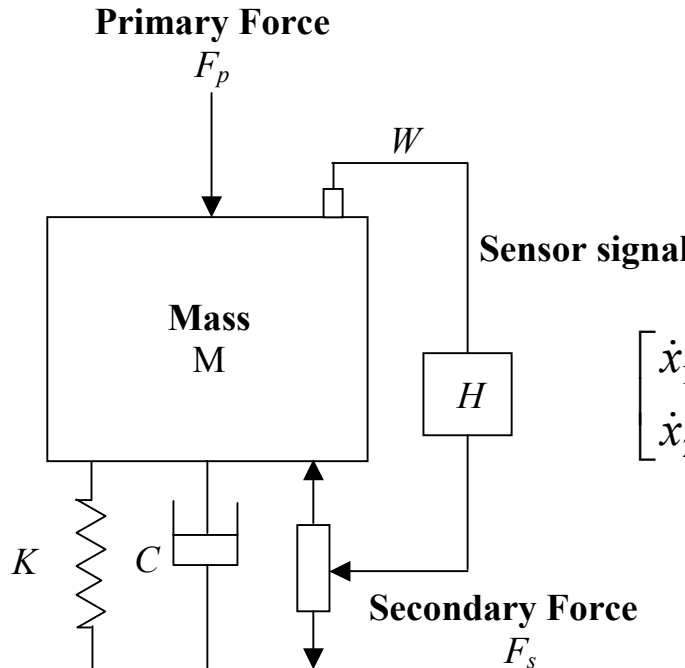 Primary Force
F_p
W
Sensor signal
Mass
M
H
ẋ
ẋ
K
C
Secondary Force
F_s